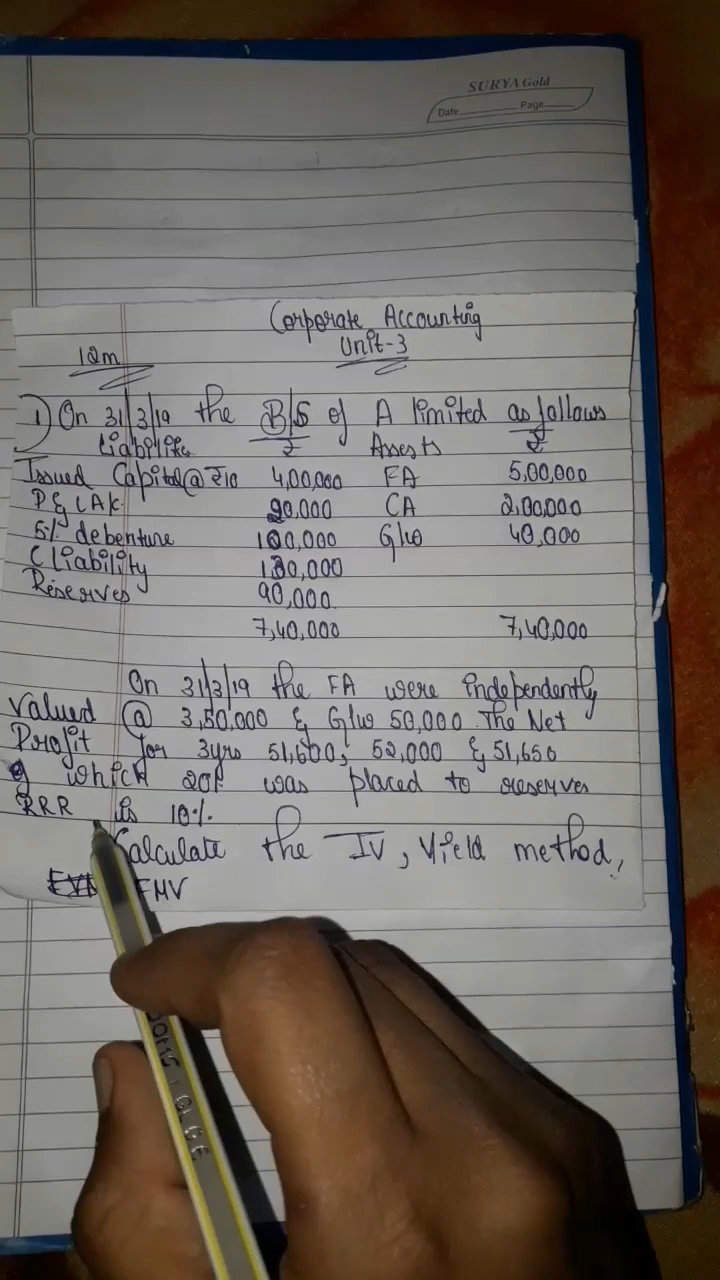 SURYA Gold
Date Page
Corporate Accounting
12m Unit-3
1) On 31/3/19 the B/S of A limited as follows
Liabilitie ₹ Assests ₹
Issued Capital@ ₹10 4,00,000 FA 5,00,000
P & L A/c 20,000 CA 2,00,000
5% debenture 100,000 G/w 40,000
C liability 130,000
Reserves 90,000
7,40,000 7,40,000
On 31/3/19 the FA were independently
valued @ 3,50,000 & G/w 50,000. The Net
Profit for 3yrs 51,600, 52,000 & 51,650
of which 20% was placed to reserves
RRR is 10%.
Calculate the IV, Yield method,
FMV